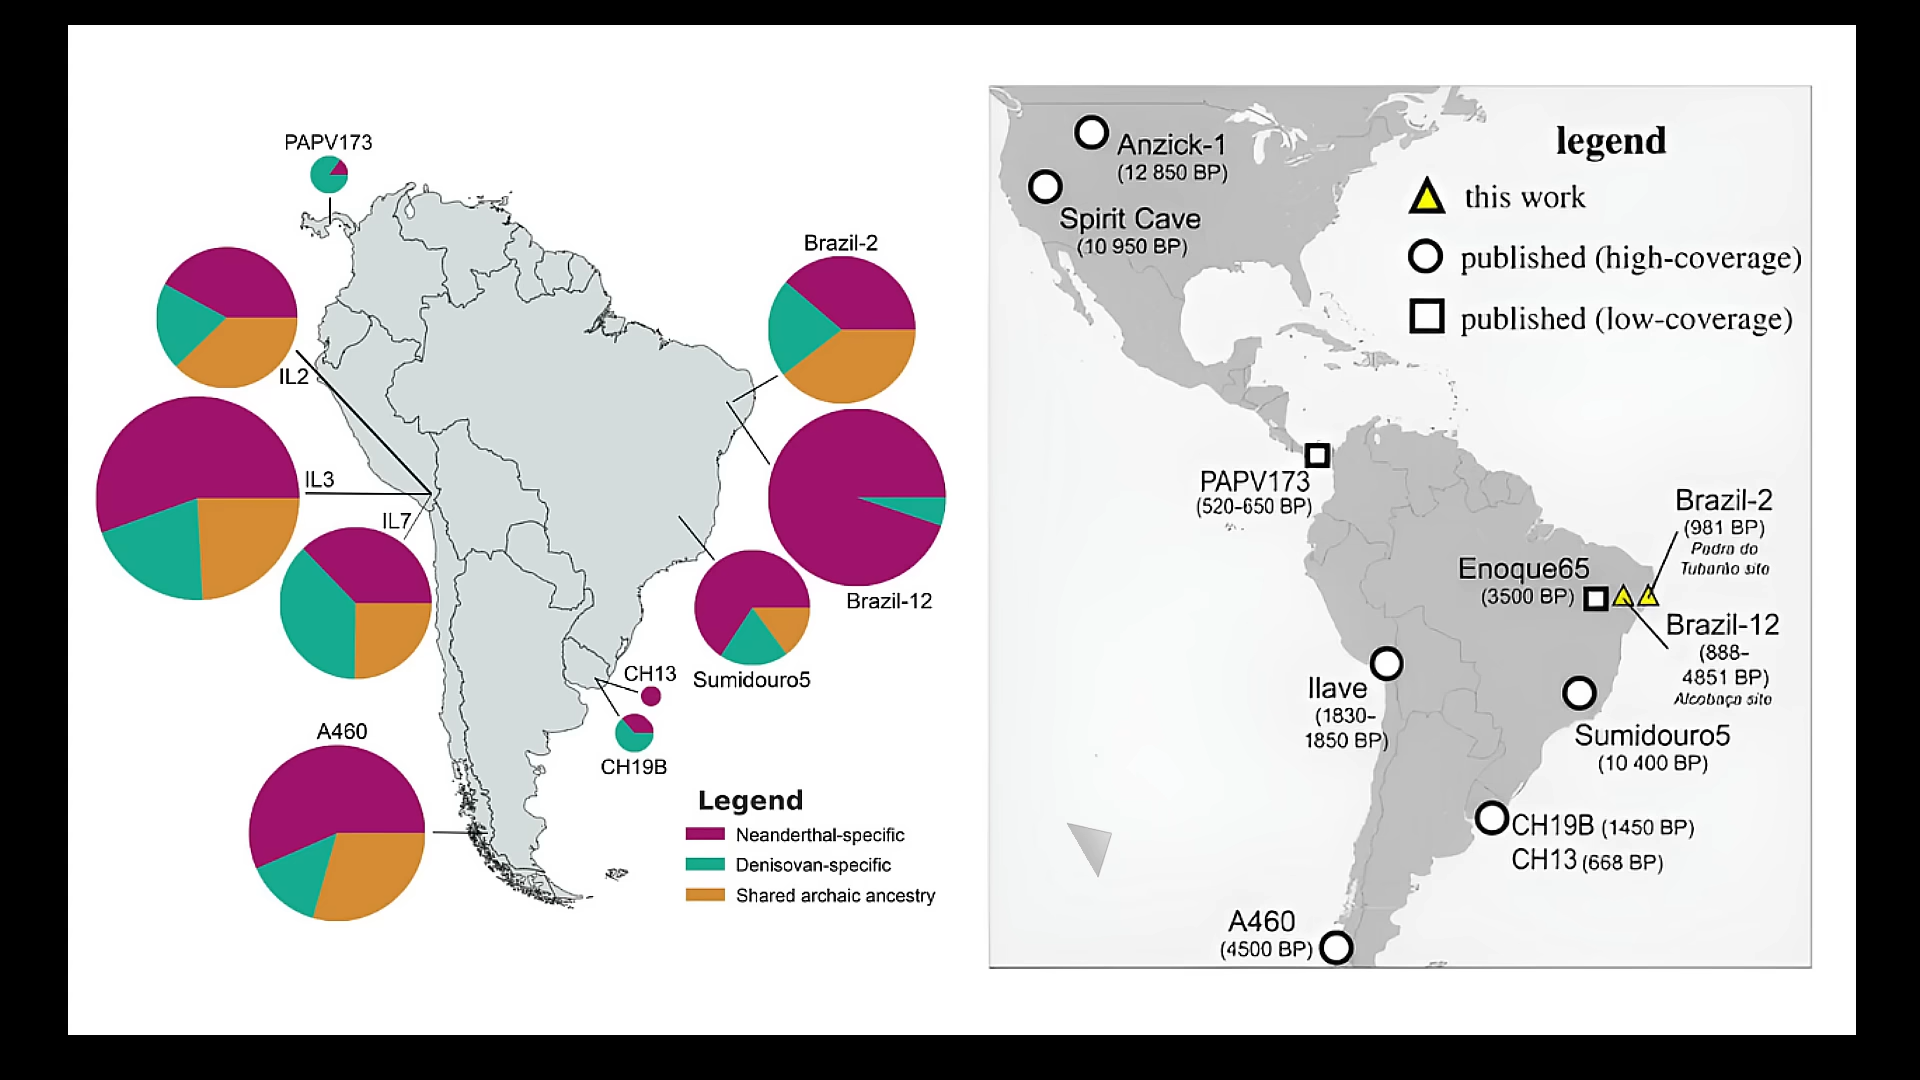 PAPV173
Brazil-2
IL2
IL3
IL7
Brazil-12
CH13
Sumidouro5
CH19B
A460
Legend
Neanderthal-specific
Denisovan-specific
Shared archaic ancestry
legend
this work
published (high-coverage)
published (low-coverage)
Anzick-1
(12 850 BP)
Spirit Cave
(10 950 BP)
PAPV173
(520-650 BP)
Brazil-2
(981 BP)
Pedra do
Tubarão sito
Enoque65
(3500 BP)
Brazil-12
(888-
4851 BP)
Alcobaça sito
Ilave
(1830-
1850 BP)
Sumidouro5
(10 400 BP)
CH19B (1450 BP)
CH13 (668 BP)
A460
(4500 BP)